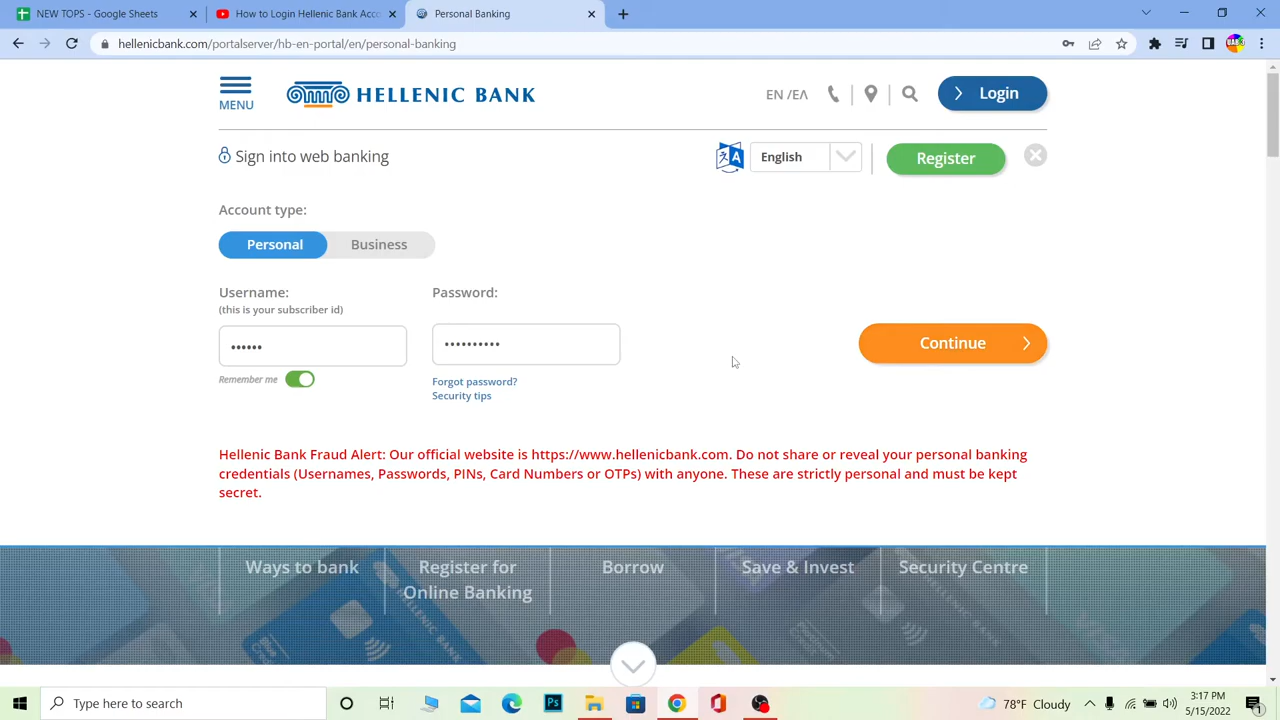 NEW TOPS - Google Sheets
How To Login Hellenic Bank Acc
Personal Online Banking
hellenicbank.com/portalserver/hb-en-portal/en/personal-banking
MENU
HELLENIC BANK
EN /ΕΛ
Login
Sign into web banking
English
Register
Account type:
Personal
Business
Username:
(this is your subscriber id)
Password:
••••••
••••••••••
Continue
Remember me
Forgot password?
Security tips
Hellenic Bank Fraud Alert: Our official website is https://www.hellenicbank.com. Do not share or reveal your personal banking
credentials (Usernames, Passwords, PINs, Card Numbers or OTPs) with anyone. These are strictly personal and must be kept
secret.
Ways to bank
Register for
Online Banking
Borrow
Save & Invest
Security Centre
HELLENIC BANK
Type here to search
Ps
78°F Cloudy
3:17 PM
5/15/2022
1